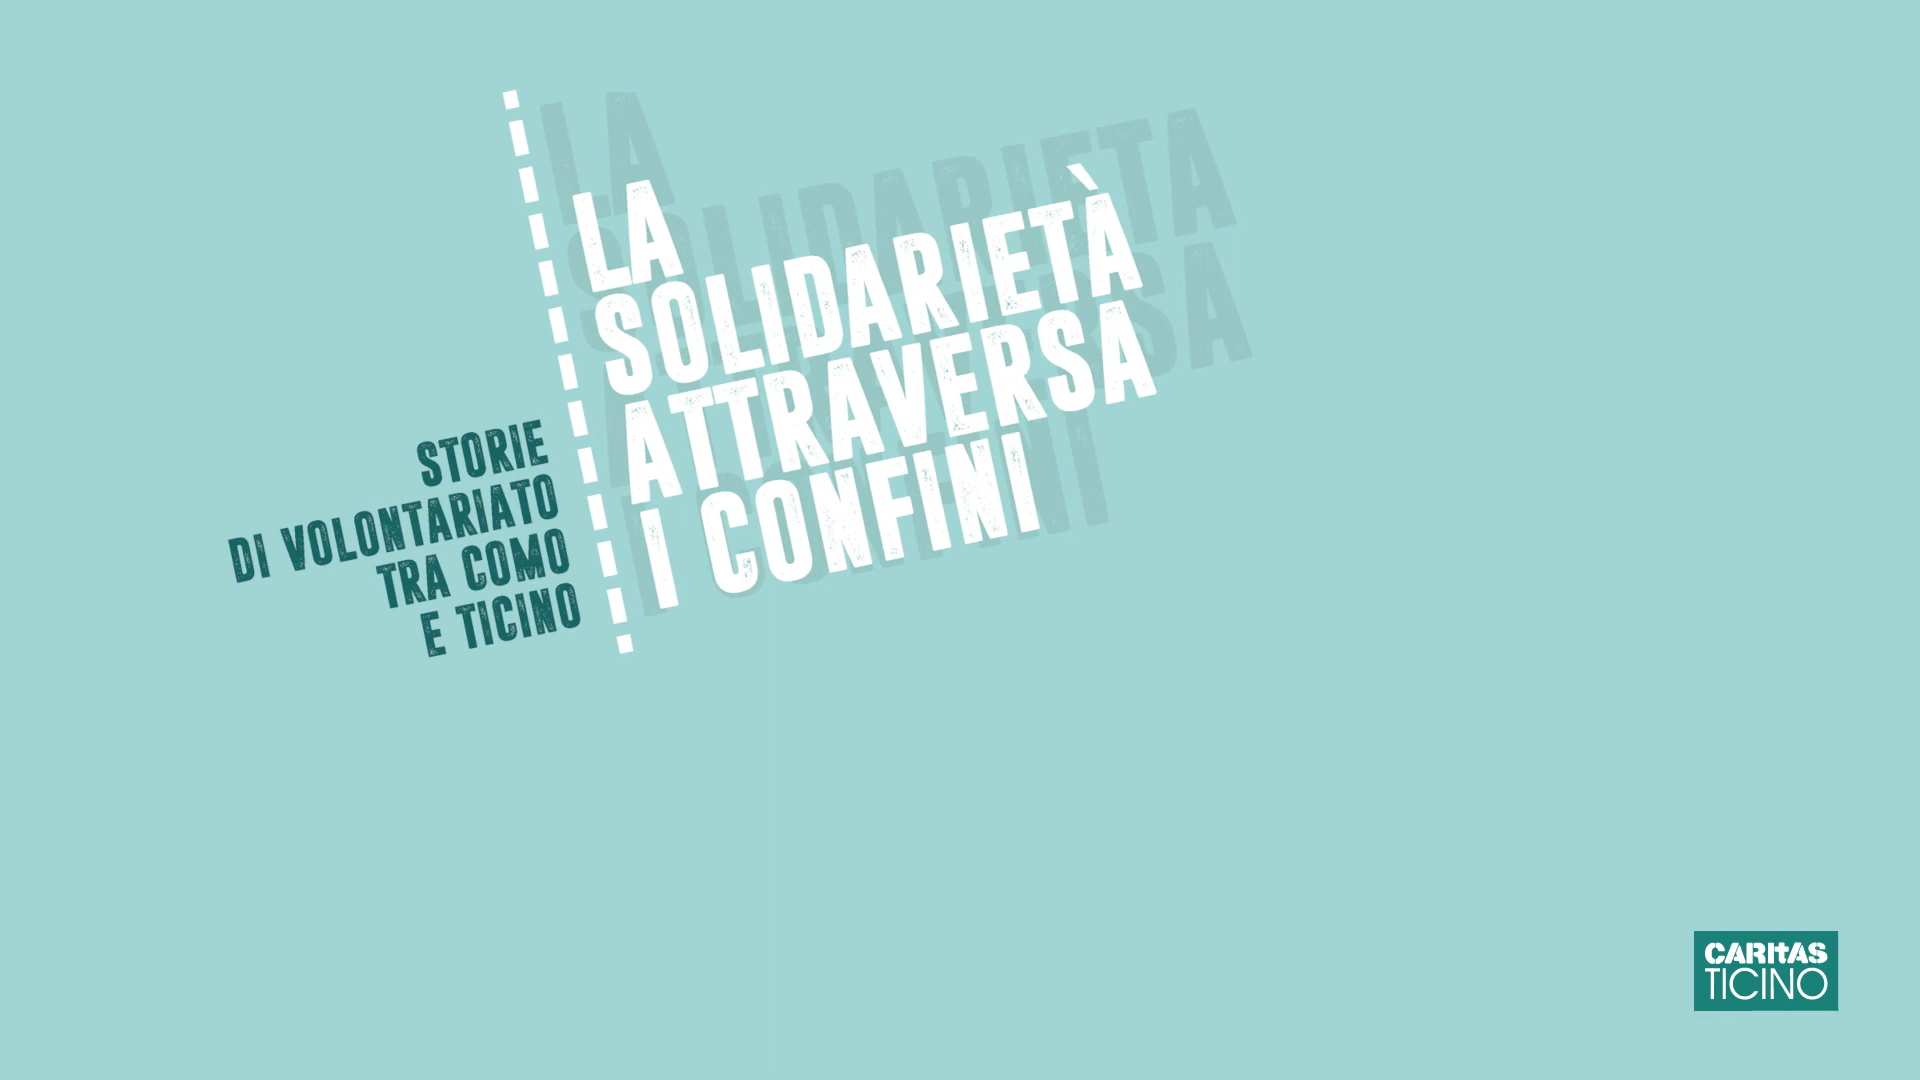 LA
SOLIDARIETÀ
ATTRAVERSA
I CONFINI
STORIE
DI VOLONTARIATO
TRA COMO
E TICINO
CARITAS
TICINO